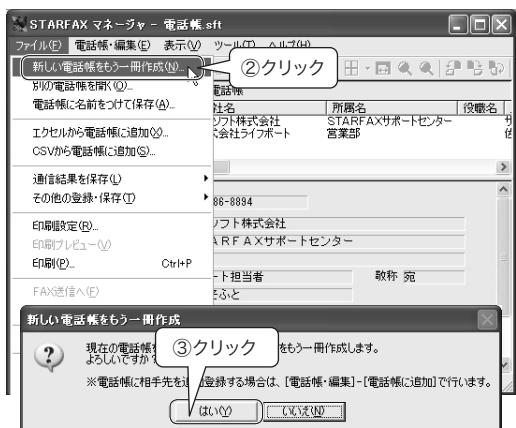 STARFAX マネージャ - 電話帳.sft
ファイル(F) 電話帳・編集(E) 表示(V) ツール(T) ヘルプ(H)
新しい電話帳をもう一冊作成(N)...
②クリック
別の電話帳を開く(O)...
電話帳に名前をつけて保存(A)...
電話帳
社名 所属名 役職名
ソフト株式会社 STARFAXサポートセンター
式会社ライフボート 営業部
エクセルから電話帳に追加(X)...
CSVから電話帳に追加(S)...
通信結果を保存(L)
その他の登録・保存(T)
86-8894
印刷設定(R)...
ソフト株式会社
印刷プレビュー(V)
ARFAXサポートセンター
印刷(P)... Ctrl+P
ート担当者 敬称 宛
FAX送信へ(F)
そふと
新しい電話帳をもう一冊作成
現在の電話帳 をもう一冊作成します。
よろしいですか
③クリック
※電話帳に相手先を追加登録する場合は、[電話帳・編集]-[電話帳に追加]で行います。
はい(Y) いいえ(N)